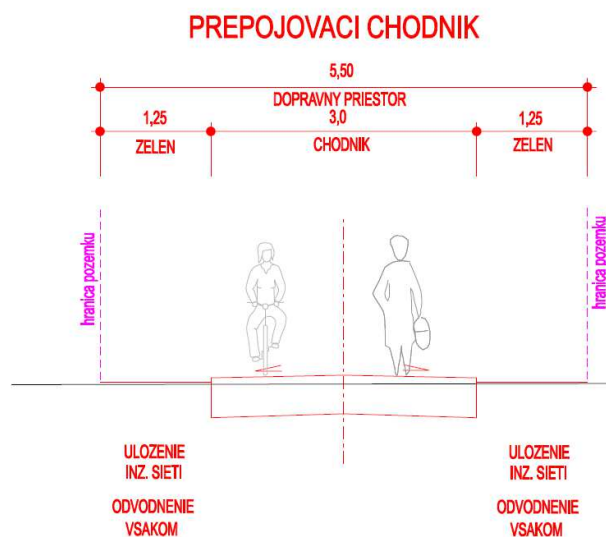 PREPOJOVACI CHODNIK
5,50
DOPRAVNY PRIESTOR
1,25
3,0
1,25
ZELEN
CHODNIK
ZELEN
hranica pozemku
hranica pozemku
ULOZENIE
INZ. SIETI
ODVODNENIE
VSAKOM
ULOZENIE
INZ. SIETI
ODVODNENIE
VSAKOM